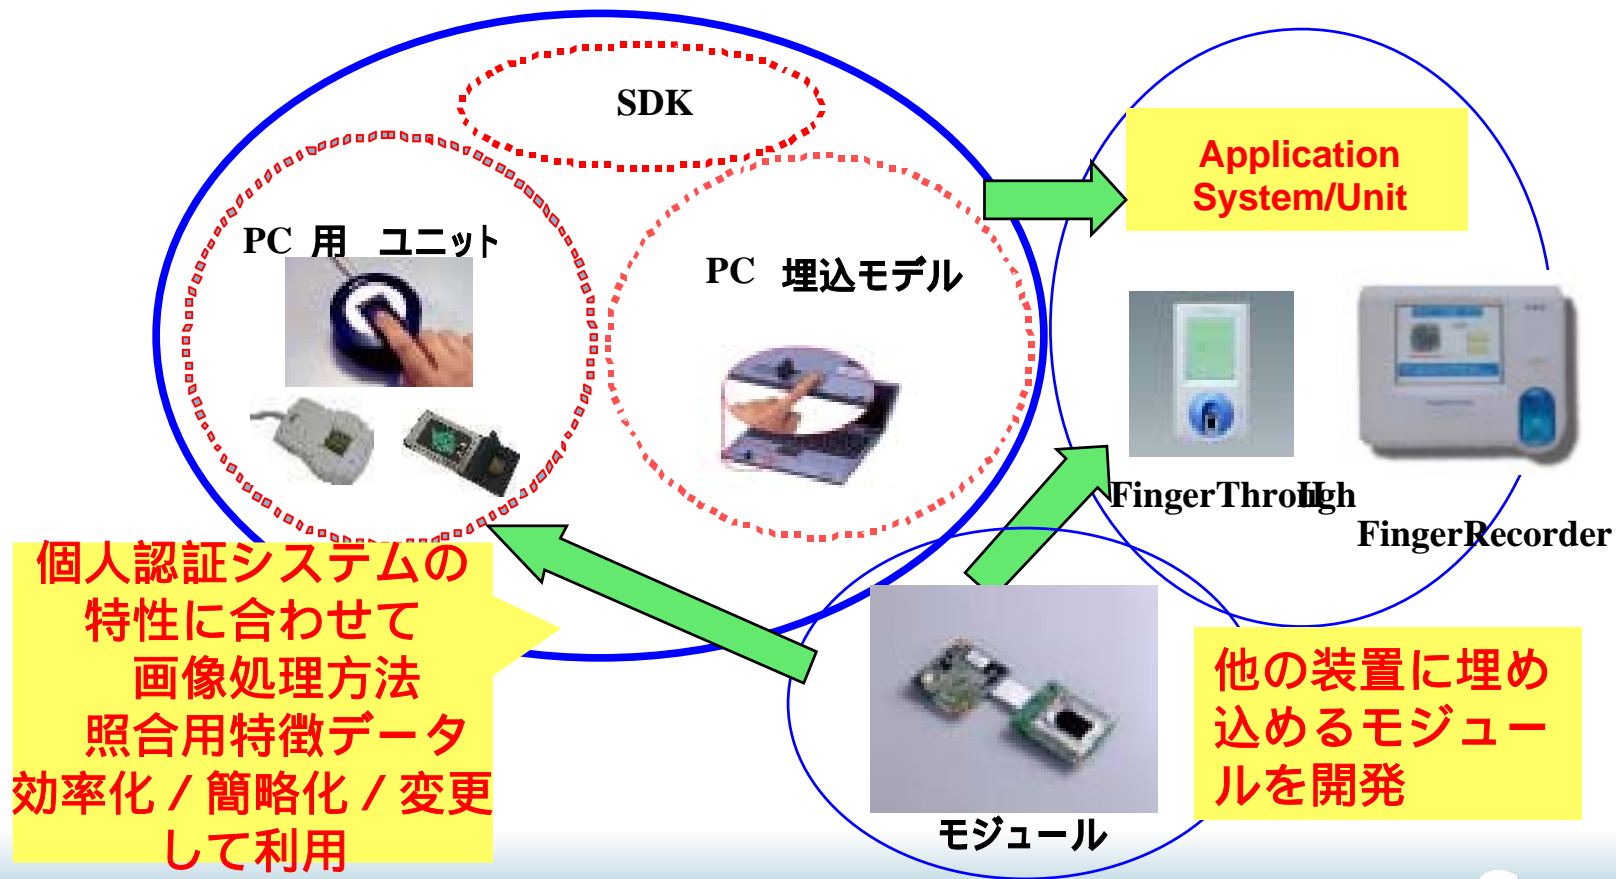 SDK
Application
System/Unit
PC 用 ユニット
PC 埋込モデル
FingerThrough
II
FingerRecorder
個人認証システムの
特性に合わせて
画像処理方法
照合用特徴データ
効率化／簡略化／変更
して利用
他の装置に埋め
込めるモジュー
ルを開発
モジュール